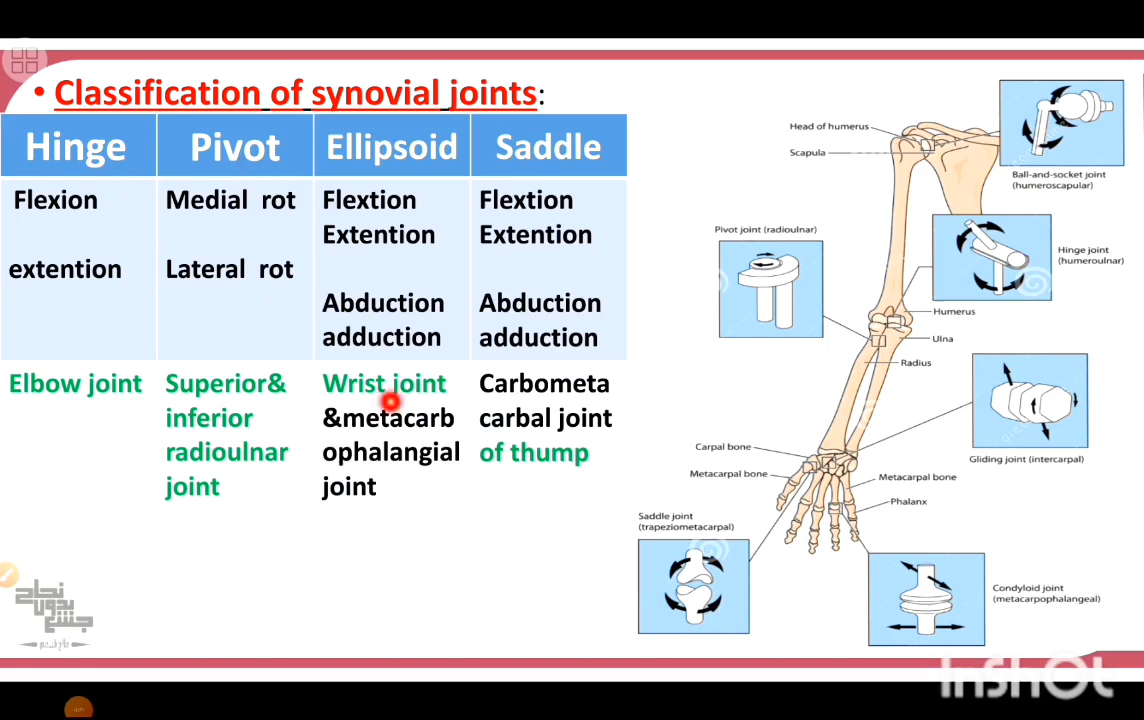 • Classification of synovial joints:
Hinge
Pivot
Ellipsoid
Saddle
Flexion
extention
Medial rot
Lateral rot
Flextion
Extention
Abduction
adduction
Flextion
Extention
Abduction
adduction
Elbow joint
Superior&
inferior
radioulnar
joint
Wrist joint
&metacarb
ophalangial
joint
Carbometa
carbal joint
of thump
Head of humerus
Scapula
Ball-and-socket joint
(humeroscapular)
Pivot joint (radioulnar)
Hinge joint
(humeroulnar)
Humerus
Ulna
Radius
Carpal bone
Metacarpal bone
Gliding joint (intercarpal)
Metacarpal bone
Phalanx
Saddle joint
(trapeziometacarpal)
Condyloid joint
(metacarpophalangeal)
InShOt